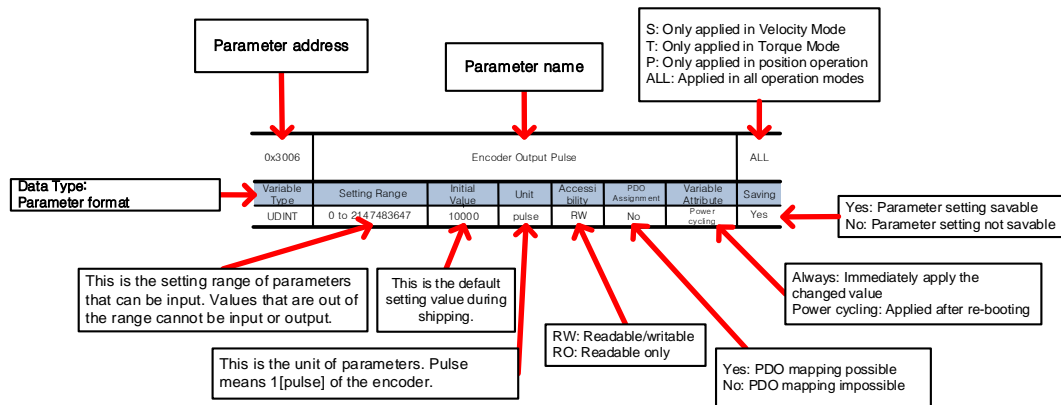 Parameter address
Parameter name
S: Only applied in Velocity Mode
T: Only applied in Torque Mode
P: Only applied in position operation
ALL: Applied in all operation modes
0x3006 Encoder Output Pulse ALL
Data Type:
Parameter format
Variable
Type
Setting Range
Initial
Value
Unit
Accessi
bility
PDO
Assignment
Variable
Attribute
Saving
UDINT 0 to 2147483647 10000 pulse RW No Power
cycling
Yes
Yes: Parameter setting savable
No: Parameter setting not savable
This is the setting range of parameters
that can be input. Values that are out of
the range cannot be input or output.
This is the default
setting value during
shipping.
Always: Immediately apply the
changed value
Power cycling: Applied after re-booting
RW: Readable/writable
RO: Readable only
This is the unit of parameters. Pulse
means 1[pulse] of the encoder.
Yes: PDO mapping possible
No: PDO mapping impossible